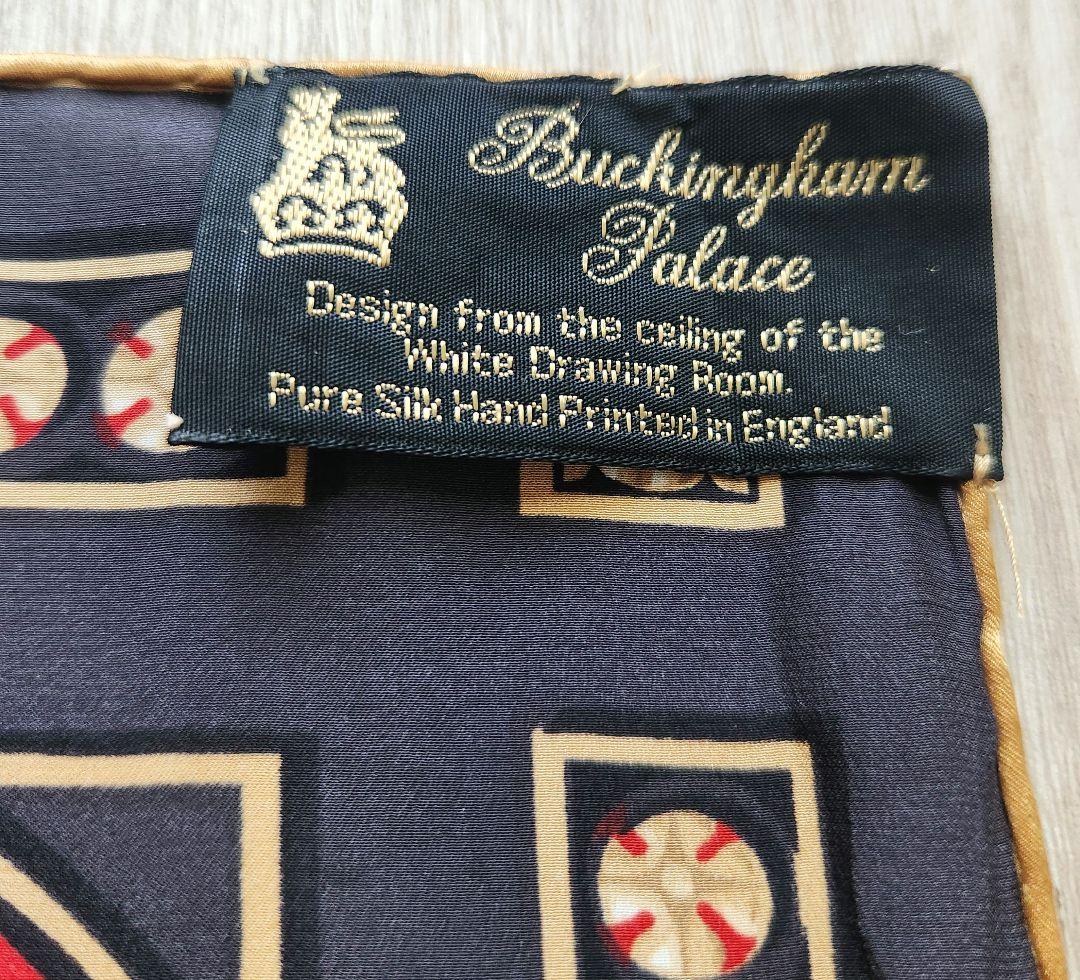 Buckingham
Palace
Design from the ceiling of the
White Drawing Room.
Pure Silk Hand Printed in England